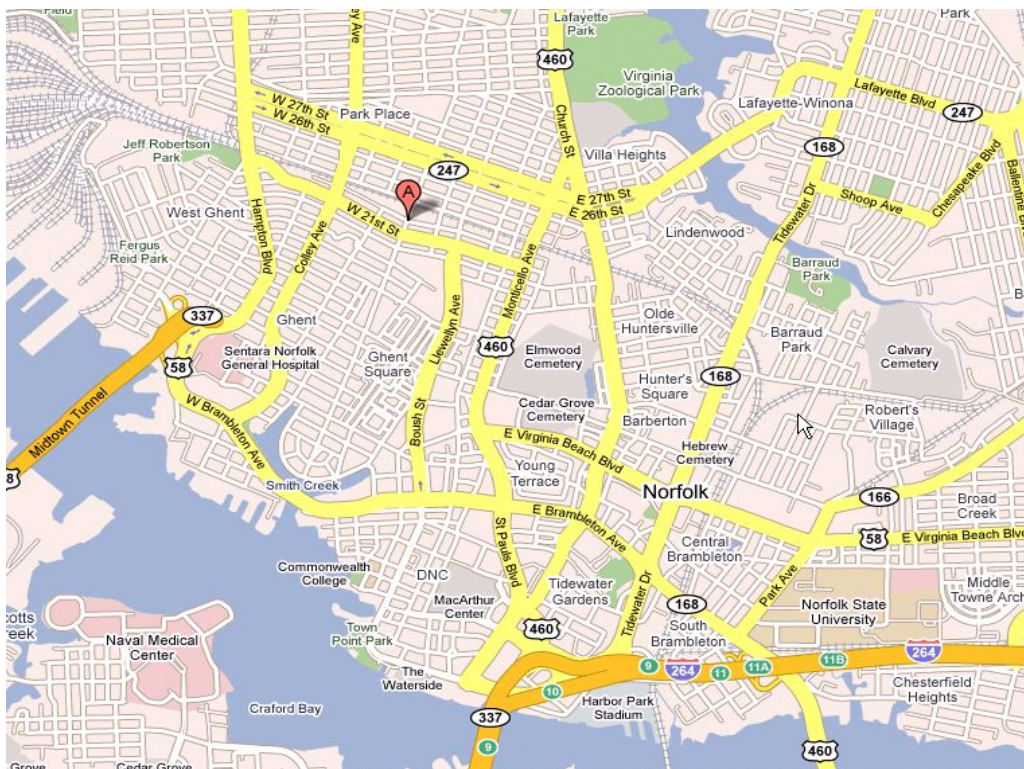 Field
ay Ave
Lafayette
Park
Park
460
Virginia
Zoological Park
Lafayette-Winona
Lafayette Blvd
247
W 27th St
W 26th St
Park Place
Church St
Jeff Robertson
Park
168
Villa Heights
Chesapeake Blvd
Ballentine
247
A
E 27th St
E 26th St
Shoop Ave
Tidewater Dr
West Ghent
W 21st St
Hampton Blvd
Colley Ave
Lindenwood
Fergus
Reid Park
Monticello Ave
Barraud
Park
337
Ghent
Llewellyn Ave
Olde
Huntersville
Barraud
Park
460
Sentara Norfolk
General Hospital
Ghent
Square
Elmwood
Cemetery
Calvary
Cemetery
58
Hunter's
Square
168
Midtown Tunnel
W Brambleton Ave
Boush St
Cedar Grove
Cemetery
Barberton
Robert's
Village
E Virginia Beach Blvd
Hebrew
Cemetery
8
Smith Creek
Young
Terrace
Norfolk
166
Broad
Creek
E Brambleton Ave
St Pauls Blvd
58
E Virginia Beach Blvd
Central
Brambleton
Commonwealth
College
DNC
Tidewater
Gardens
Tidewater Dr
Park Ave
Middle
Towne Arch
MacArthur
Center
168
Norfolk State
University
cotts
reek
Naval Medical
Center
Town
Point Park
460
South
Brambleton
The
Waterside
9
264
11
11A
11B
264
10
Harbor Park
Stadium
Chesterfield
Heights
Craford Bay
337
9
460
Grove
Cedar Grove